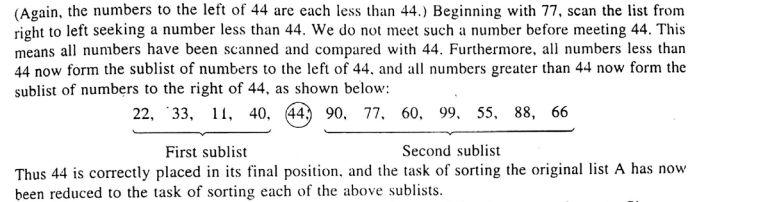 (Again, the numbers to the left of 44 are each less than 44.) Beginning with 77, scan the list from
right to left seeking a number less than 44. We do not meet such a number before meeting 44. This
means all numbers have been scanned and compared with 44. Furthermore, all numbers less than
44 now form the sublist of numbers to the left of 44, and all numbers greater than 44 now form the
sublist of numbers to the right of 44, as shown below:
22, 33, 11, 40, 44, 90, 77, 60, 99, 55, 88, 66
First sublist Second sublist
Thus 44 is correctly placed in its final position, and the task of sorting the original list A has now
been reduced to the task of sorting each of the above sublists.